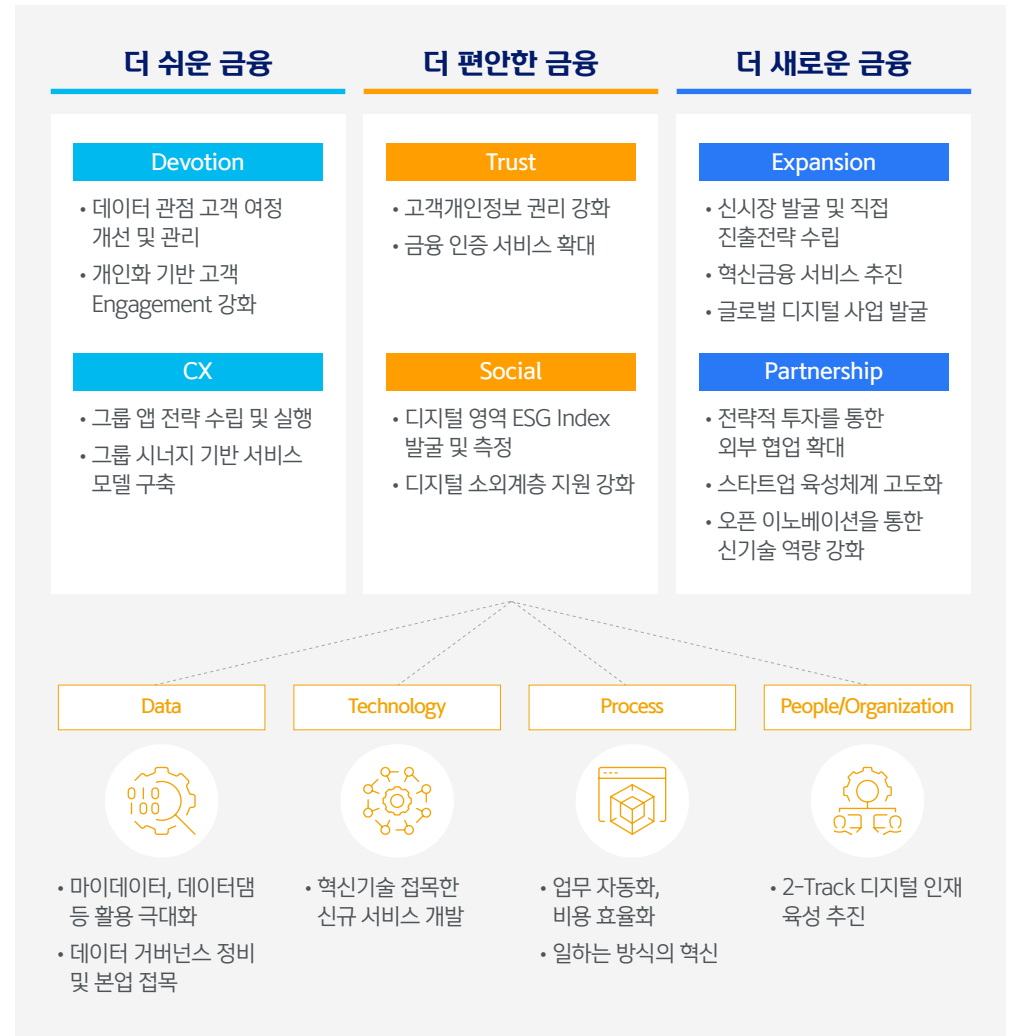 더 쉬운 금융
더 편안한 금융
더 새로운 금융
Devotion
• 데이터 관점 고객 여정
개선 및 관리
• 개인화 기반 고객
Engagement 강화
CX
• 그룹 앱 전략 수립 및 실행
• 그룹 시너지 기반 서비스
모델 구축
Trust
• 고객개인정보 권리 강화
• 금융 인증 서비스 확대
Social
• 디지털 영역 ESG Index
발굴 및 측정
• 디지털 소외계층 지원 강화
Expansion
• 신시장 발굴 및 직접
진출전략 수립
• 혁신금융 서비스 추진
• 글로벌 디지털 사업 발굴
Partnership
• 전략적 투자를 통한
외부 협업 확대
• 스타트업 육성체계 고도화
• 오픈 이노베이션을 통한
신기술 역량 강화
Data
010
100
• 마이데이터, 데이터댐
등 활용 극대화
• 데이터 거버넌스 정비
및 본업 접목
Technology
• 혁신기술 접목한
신규 서비스 개발
Process
• 업무 자동화,
비용 효율화
• 일하는 방식의 혁신
People/Organization
• 2-Track 디지털 인재
육성 추진